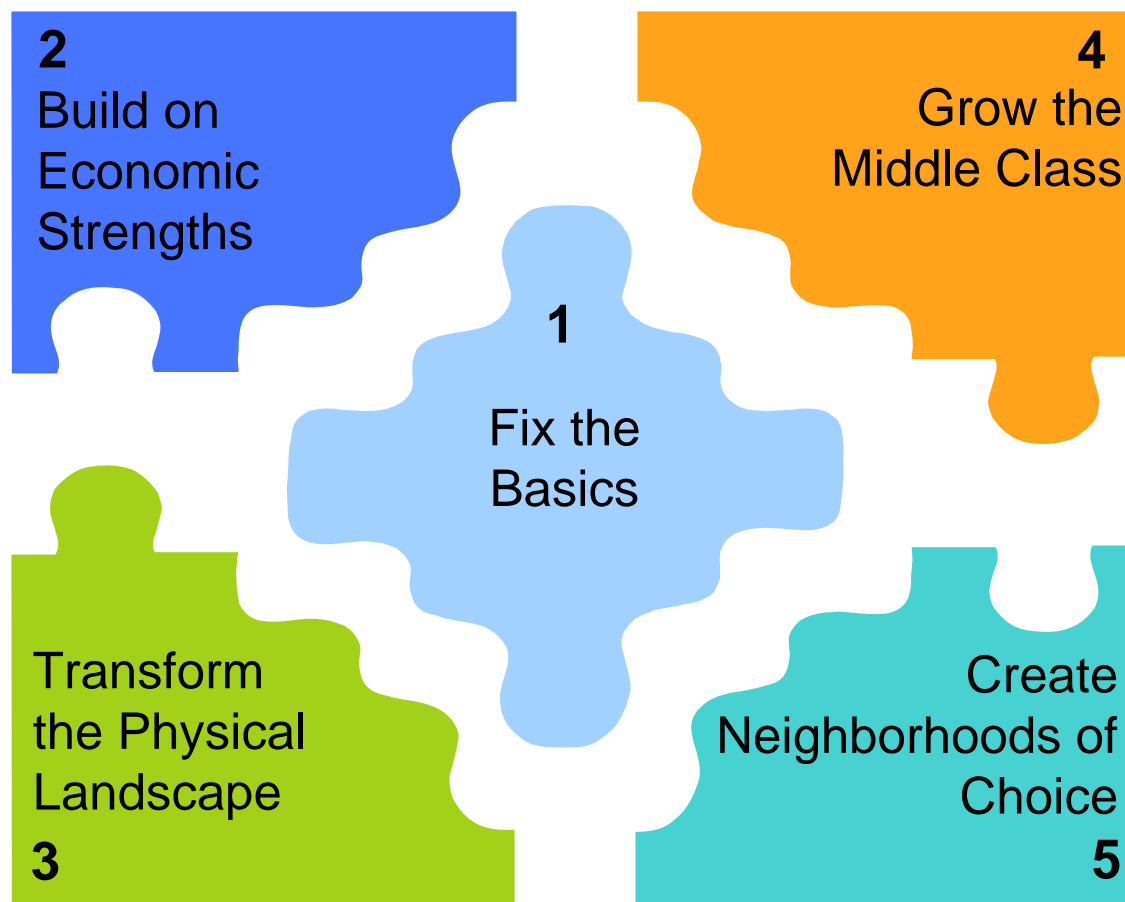 2
Build on
Economic
Strengths
4
Grow the
Middle Class
1
Fix the
Basics
Transform
the Physical
Landscape
3
Create
Neighborhoods of
Choice
5